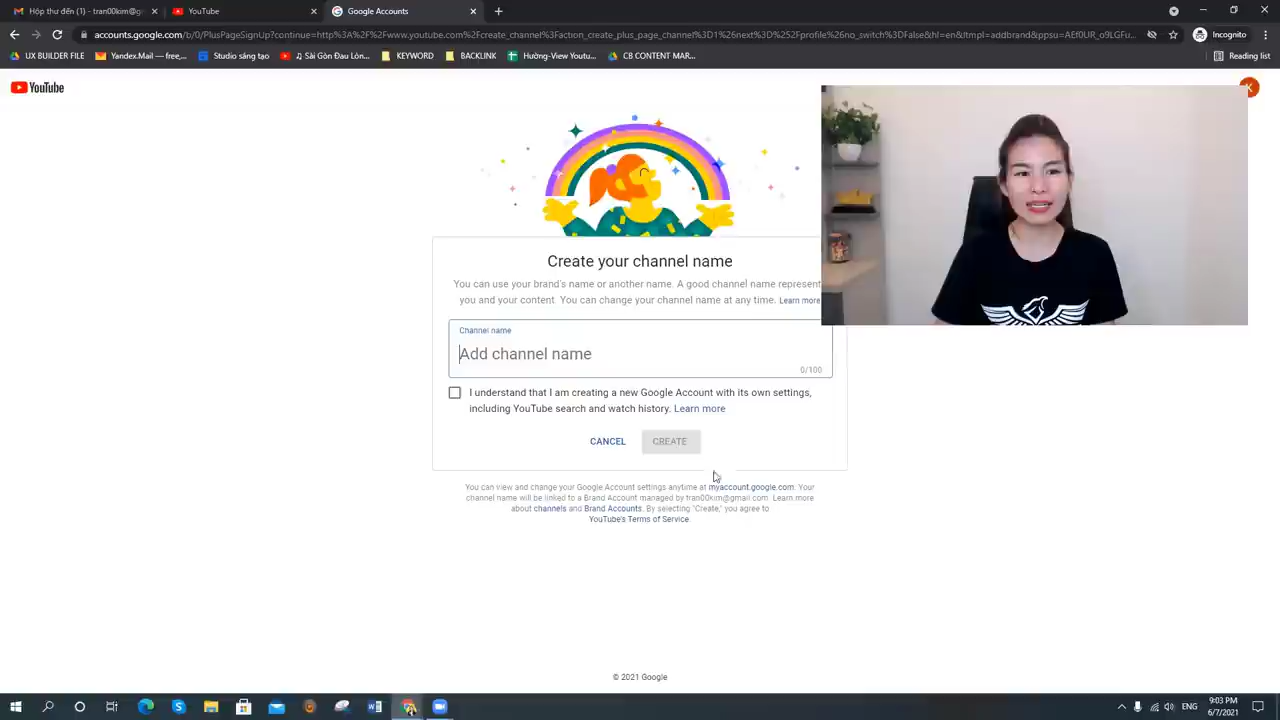 Hộp thư đến (1) - tran00kim@g
YouTube
Google Accounts
accounts.google.com/b/0/PlusPageSignUp?continue=http%3A%2F%2Fwww.youtube.com%2Fcreate_channel%3Faction_create_plus_page_channel%3D1%26next%3D%252Fprofile%26no_switch%3DFalse&hl=en&tmpl=addbrand&ppsu=AEf0UR_o9LGFu...
Incognito
UX BUILDER FILE
Yandex.Mail — free,...
Studio sáng tạo
♫ Sài Gòn Đau Lòn...
KEYWORD
BACKLINK
Hường-View Youtu...
CB CONTENT MAR...
Reading list
YouTube
Create your channel name
You can use your brand's name or another name. A good channel name represent
you and your content. You can change your channel name at any time. Learn more
Channel name
Add channel name
0/100
I understand that I am creating a new Google Account with its own settings,
including YouTube search and watch history. Learn more
CANCEL
CREATE
You can view and change your Google Account settings anytime at myaccount.google.com. Your
channel name will be linked to a Brand Account managed by tran00kim@gmail.com. Learn more
about channels and Brand Accounts. By selecting "Create," you agree to
YouTube's Terms of Service.
© 2021 Google
ENG
9:03 PM
6/7/2021